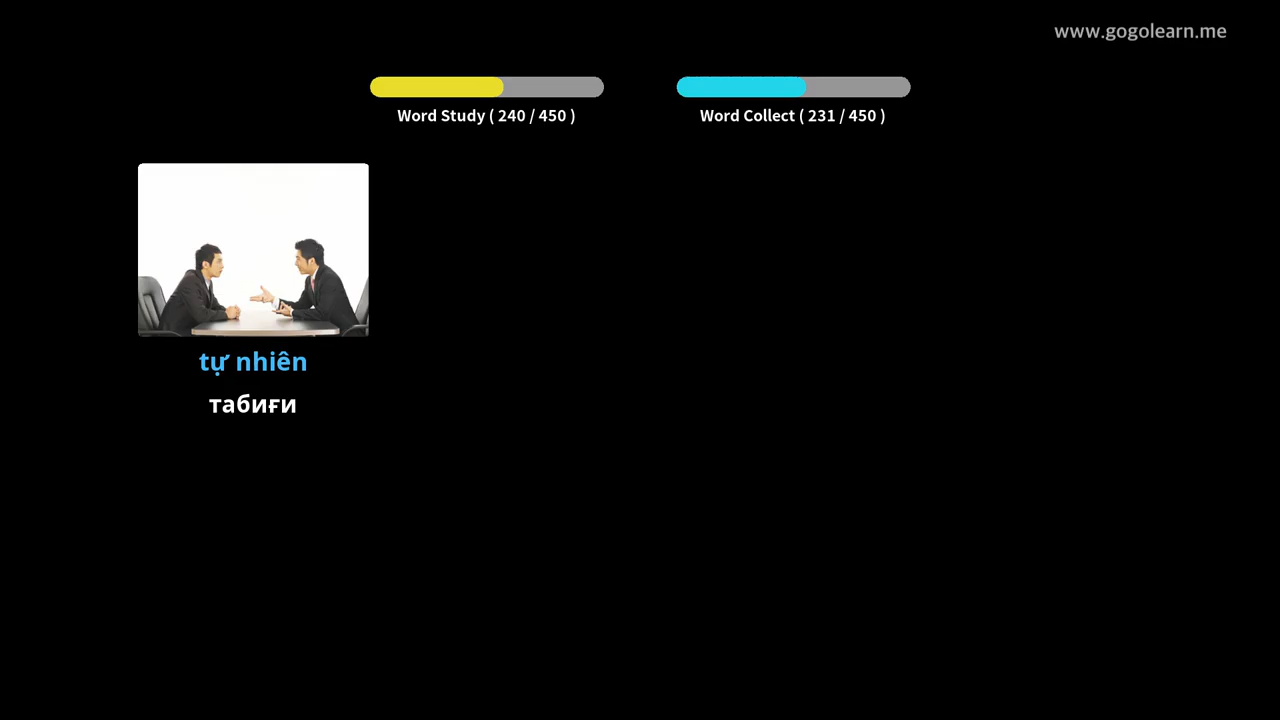 www.gogolearn.me
Word Study ( 240 / 450 )
Word Collect ( 231 / 450 )
tự nhiên
табиғи